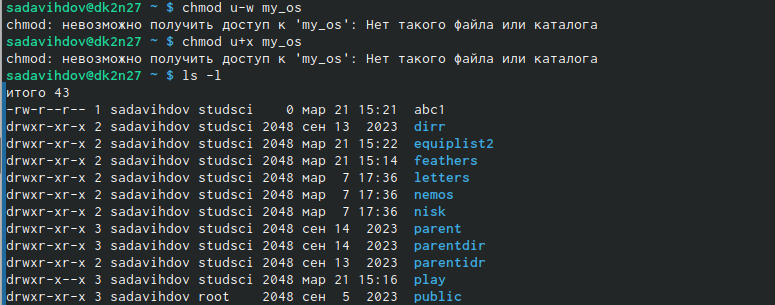 sadavihdov@dk2n27 ~ $ chmod u-w my_os
chmod: невозможно получить доступ к 'my_os': Нет такого файла или каталога
sadavihdov@dk2n27 ~ $ chmod u+x my_os
chmod: невозможно получить доступ к 'my_os': Нет такого файла или каталога
sadavihdov@dk2n27 ~ $ ls -l
итого 43
-rw-r--r-- 1 sadavihdov studsci    0 мар 21 15:21  abc1
drwxr-xr-x 2 sadavihdov studsci 2048 сен 13  2023  dirr
drwxr-xr-x 2 sadavihdov studsci 2048 мар 21 15:22  equiplist2
drwxr-xr-x 2 sadavihdov studsci 2048 мар 21 15:14  feathers
drwxr-xr-x 2 sadavihdov studsci 2048 мар  7 17:36  letters
drwxr-xr-x 2 sadavihdov studsci 2048 мар  7 17:36  nemos
drwxr-xr-x 2 sadavihdov studsci 2048 мар  7 17:36  nisk
drwxr-xr-x 3 sadavihdov studsci 2048 сен 14  2023  parent
drwxr-xr-x 3 sadavihdov studsci 2048 сен 14  2023  parentdir
drwxr-xr-x 2 sadavihdov studsci 2048 сен 13  2023  parentidr
drwxr-x--x 3 sadavihdov studsci 2048 мар 21 15:16  play
drwxr-xr-x 3 sadavihdov root    2048 сен  5  2023  public